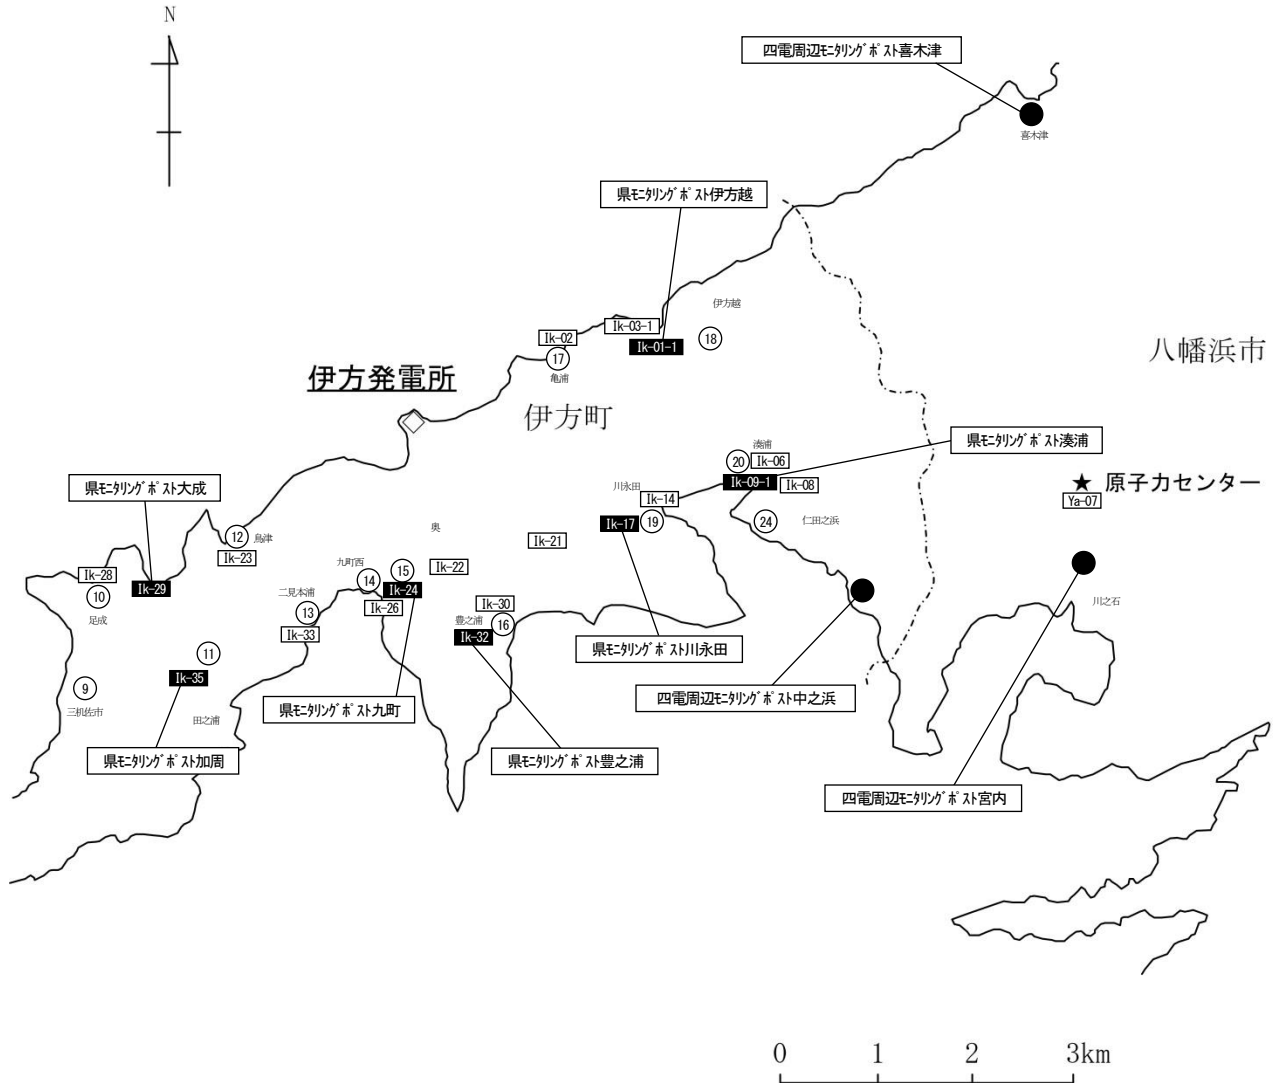 N
四電周辺モニタリングポスト喜木津
喜木津
県モニタリングポスト伊方越
伊方越
Ik-03-1
Ik-02
Ik-01-1
18
17
亀浦
八幡浜市
伊方発電所
伊方町
県モニタリングポスト湊浦
湊浦
20
Ik-06
Ik-09-1
Ik-08
★ 原子力センター
Ya-07
県モニタリングポスト大成
川永田
Ik-14
Ik-17
19
24
仁田之浜
奥
12
鳥津
Ik-21
Ik-23
九町西
15
Ik-22
14
Ik-28
Ik-29
10
足成
二見本浦
13
Ik-24
Ik-26
Ik-30
豊之浦
16
Ik-32
Ik-33
川之石
県モニタリングポスト川永田
11
Ik-35
9
三机佐市
田之浦
県モニタリングポスト九町
四電周辺モニタリングポスト中之浜
県モニタリングポスト加周
県モニタリングポスト豊之浦
四電周辺モニタリングポスト宮内
0 1 2 3km